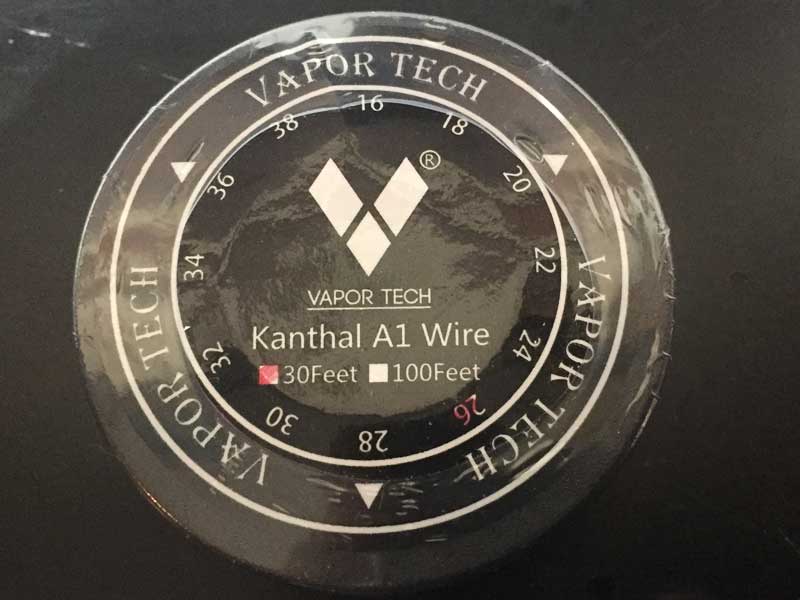 VAPOR TECH
16
18
20
22
24
26
28
30
32
34
36
38
VAPOR TECH
VAPOR TECH
®
VAPOR TECH
Kanthal A1 Wire
30Feet 100Feet